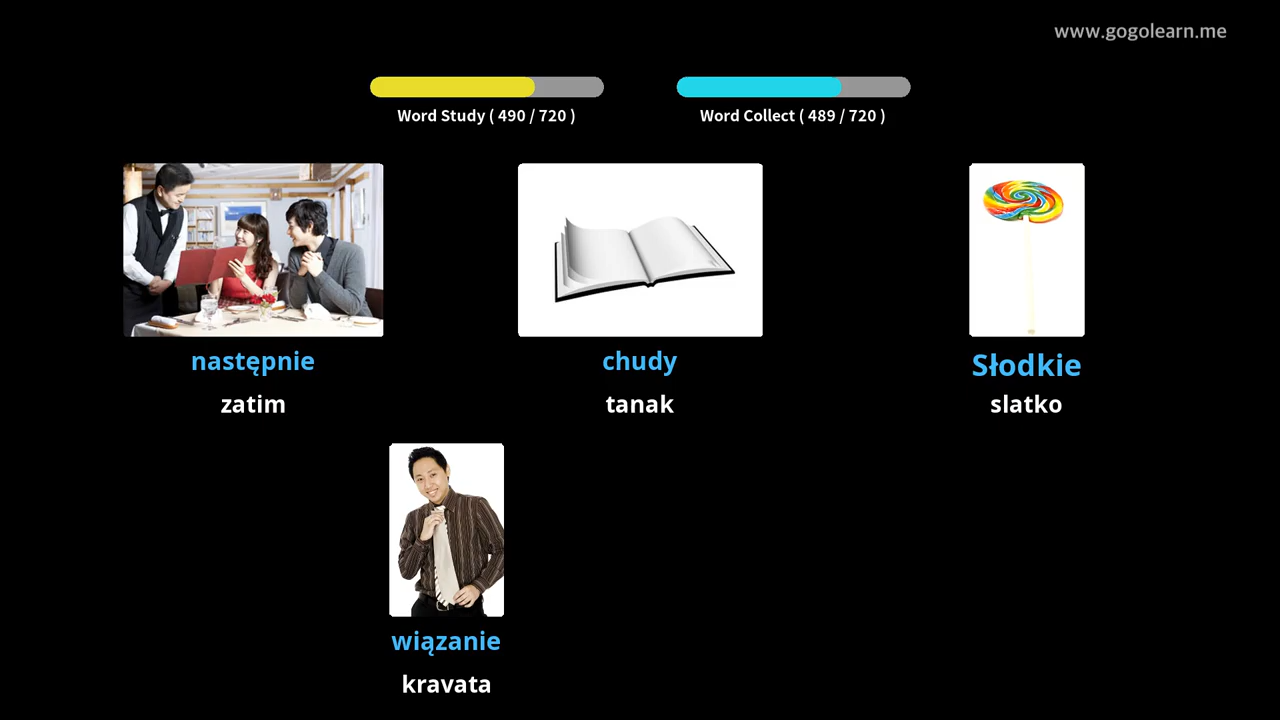 www.gogolearn.me
Word Study ( 490 / 720 )
Word Collect ( 489 / 720 )
następnie
zatim
chudy
tanak
Słodkie
slatko
wiązanie
kravata